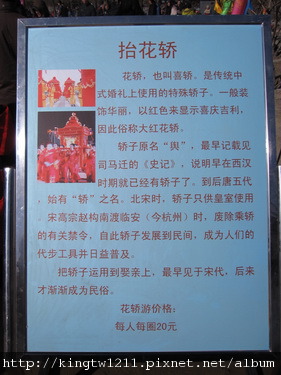 抬花轿
花轿，也叫喜轿。是传统中
式婚礼上使用的特殊轿子。一般装
饰华丽，以红色来显示喜庆吉利，
因此俗称大红花轿。
轿子原名“舆”，最早记载见
司马迁的《史记》，说明早在西汉
时期就已经有轿子了。到后唐五代
，始有“轿”之名。北宋时，轿子只供皇室使用
。宋高宗赵构南渡临安（今杭州）时，废除乘轿
的有关禁令，自此轿子发展到民间，成为人们的
代步工具并日益普及。
把轿子运用到娶亲上，最早见于宋代，后来
才渐渐成为民俗。
花轿游价格：
每人每圈20元
http://kingtw1211.pixnet.net/album